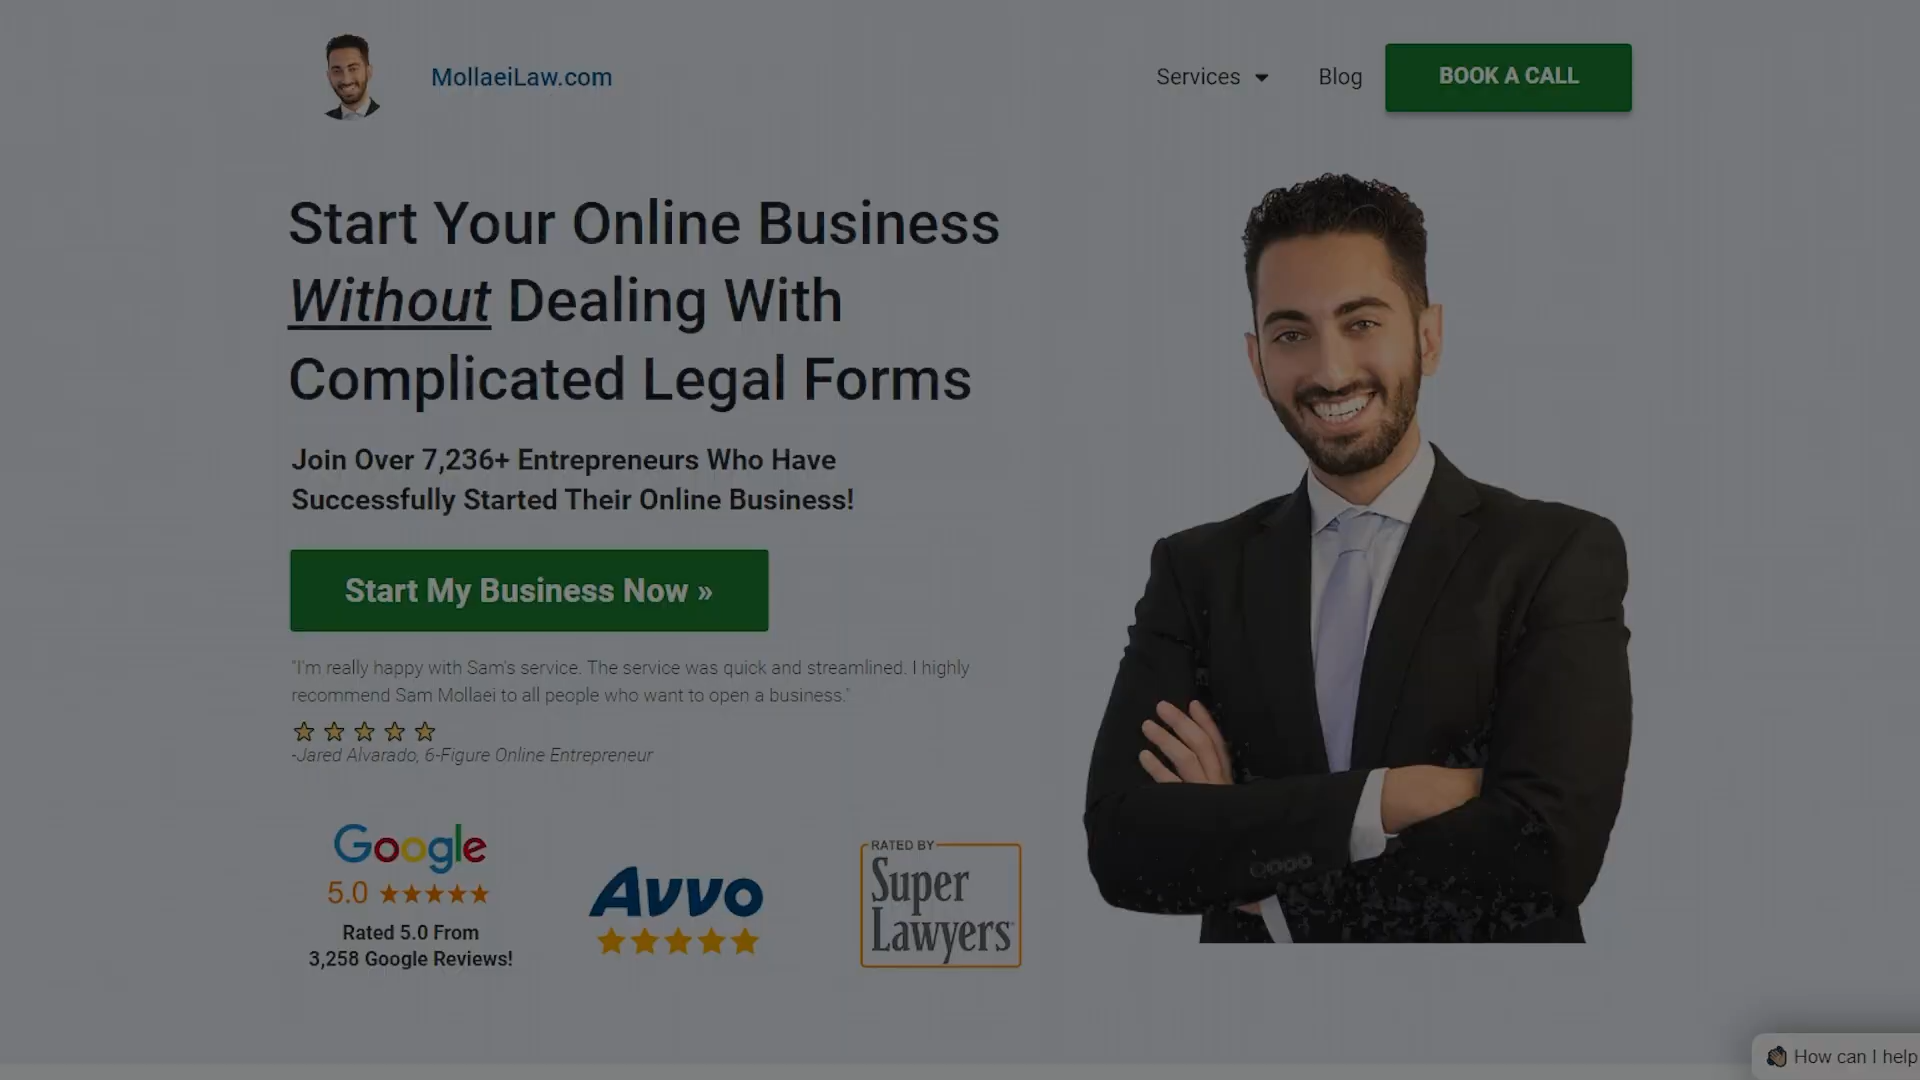 MollaeiLaw.com
Services
Blog
BOOK A CALL
Start Your Online Business
Without Dealing With
Complicated Legal Forms
Join Over 7,236+ Entrepreneurs Who Have
Successfully Started Their Online Business!
Start My Business Now »
"I'm really happy with Sam's service. The service was quick and streamlined. I highly
recommend Sam Mollaei to all people who want to open a business."
-Jared Alvarado, 6-Figure Online Entrepreneur
Google
5.0
Rated 5.0 From
3,258 Google Reviews!
Avvo
RATED BY
Super
Lawyers
How can I help